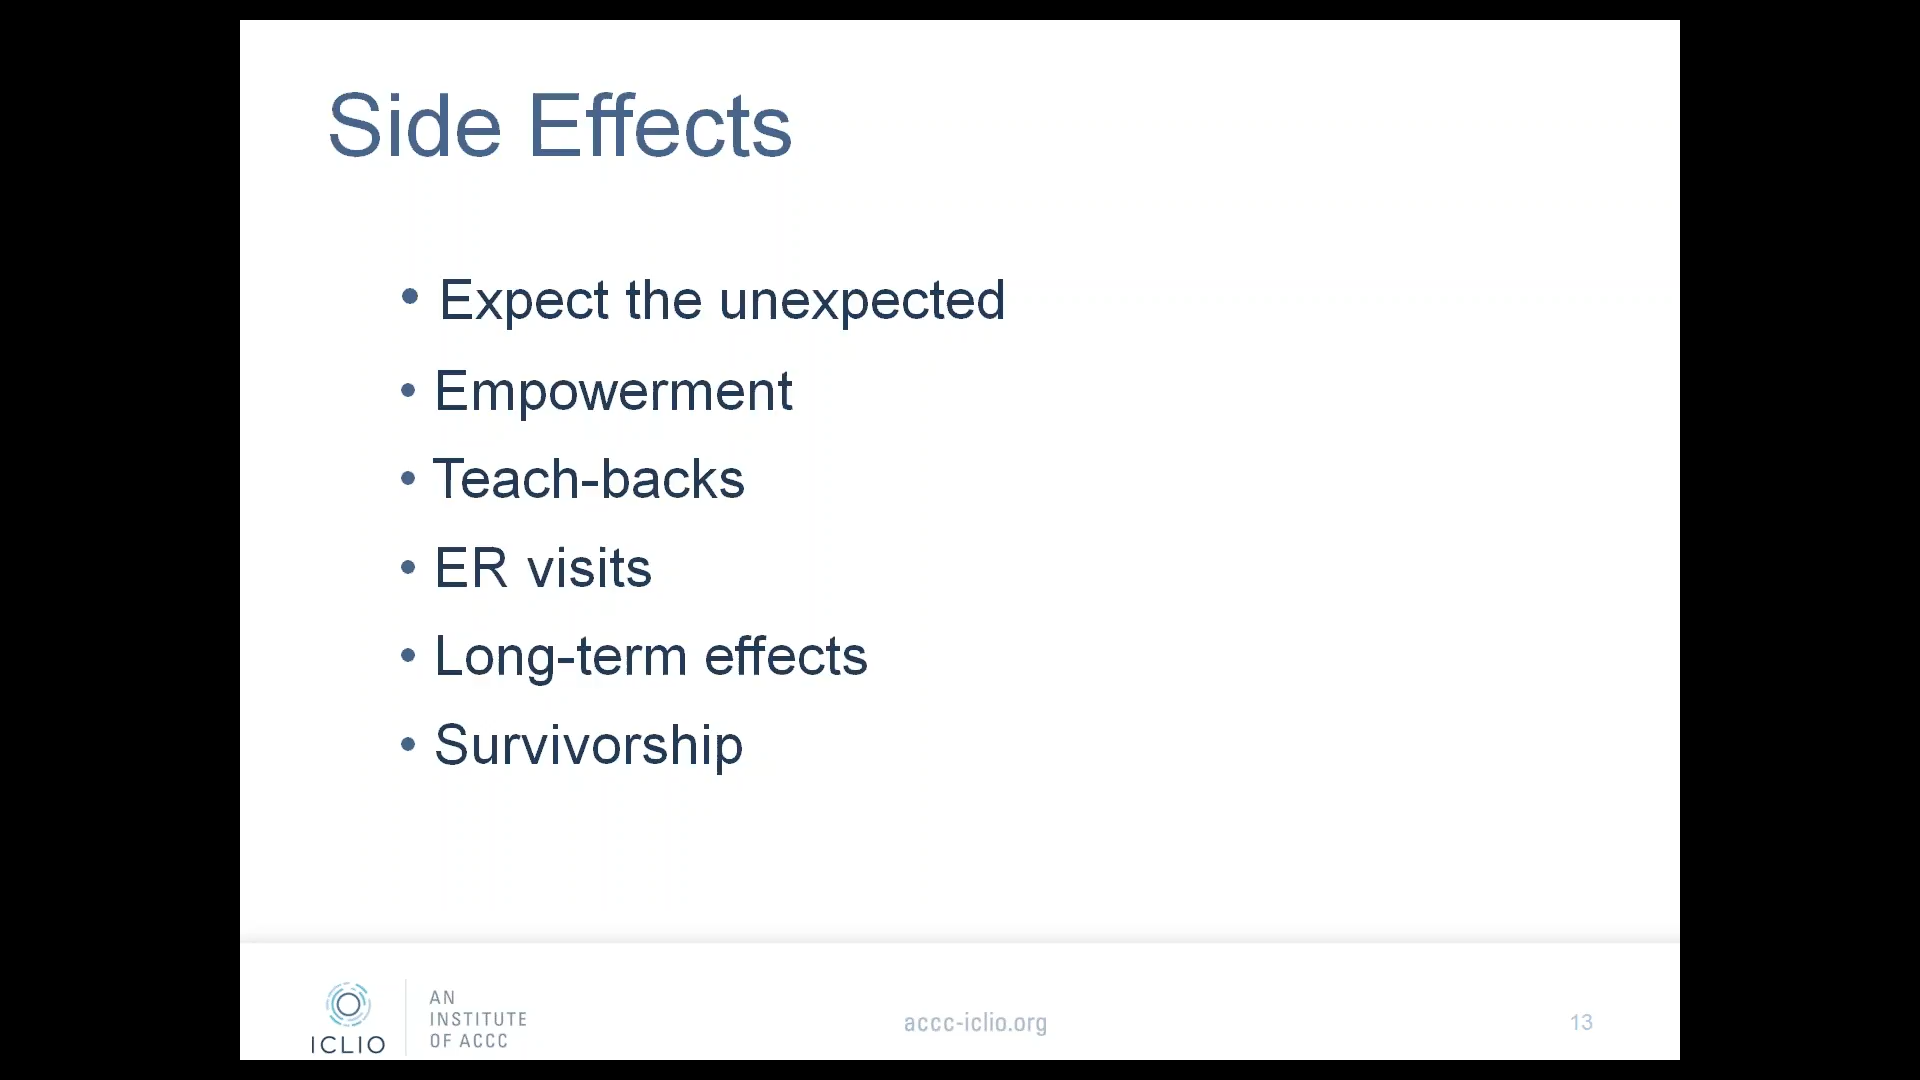 Side Effects
• Expect the unexpected
• Empowerment
• Teach-backs
• ER visits
• Long-term effects
• Survivorship
ICLIO
AN
INSTITUTE
OF ACCC
accc-iclio.org
13